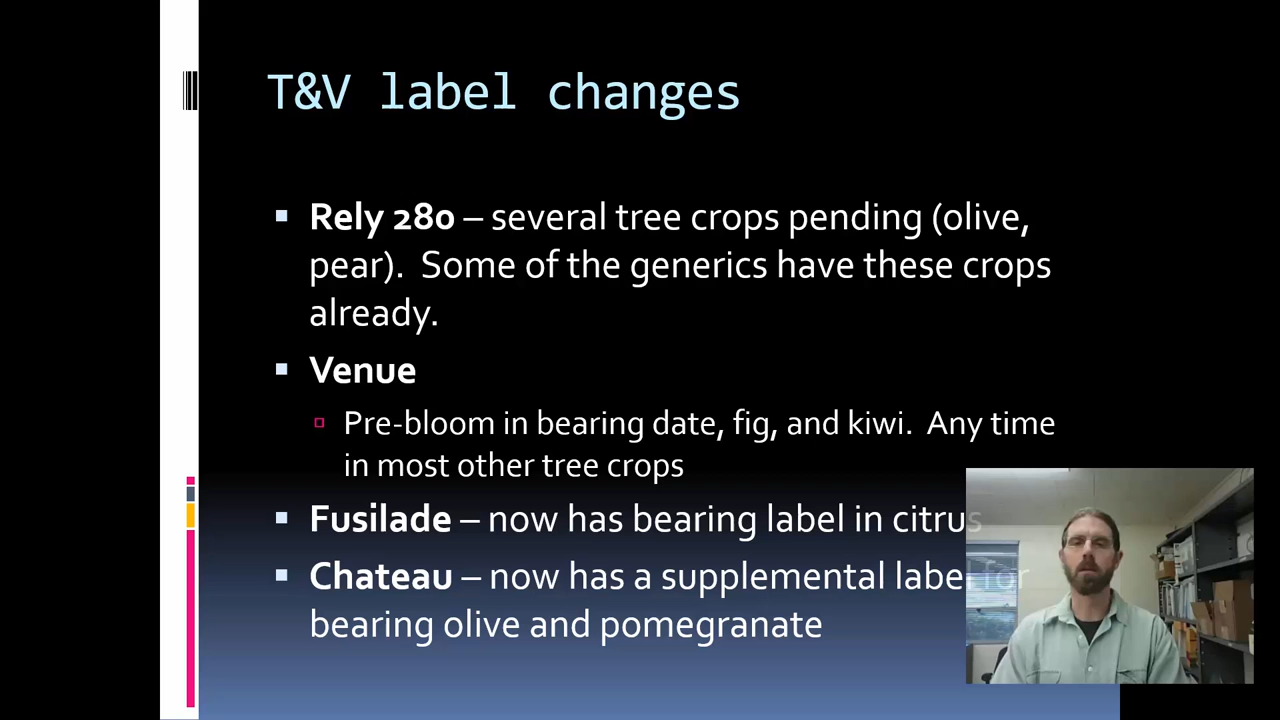 T&V label changes
Rely 280 – several tree crops pending (olive,
pear).  Some of the generics have these crops
already.
Venue
Pre-bloom in bearing date, fig, and kiwi.  Any time
in most other tree crops
Fusilade – now has bearing label in citrus
Chateau – now has a supplemental label for
bearing olive and pomegranate